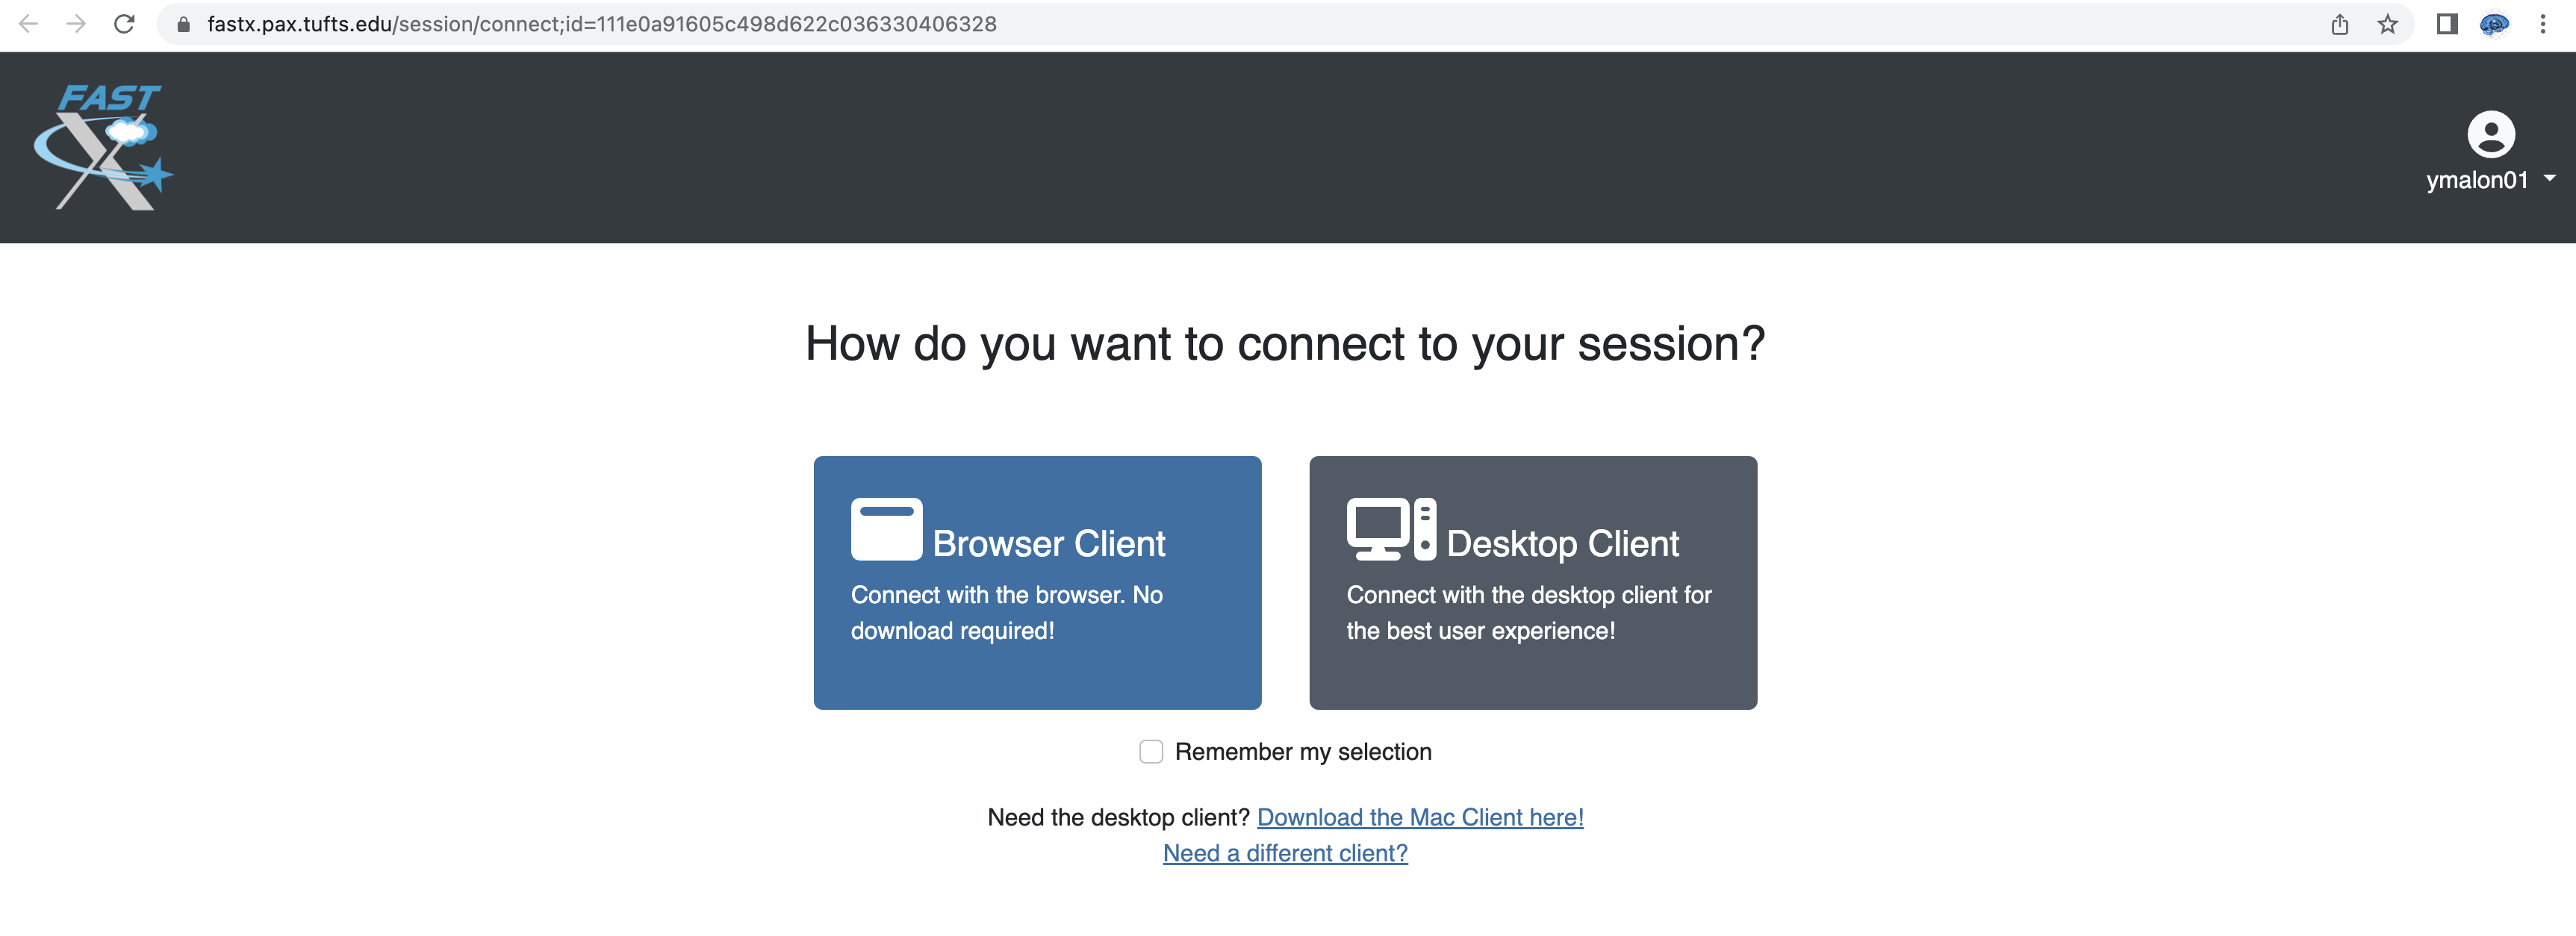 fastx.pax.tufts.edu/session/connect;id=111e0a91605c498d622c036330406328
FAST
X
ymalon01
How do you want to connect to your session?
Browser Client
Connect with the browser. No
download required!
Desktop Client
Connect with the desktop client for
the best user experience!
Remember my selection
Need the desktop client? Download the Mac Client here!
Need a different client?